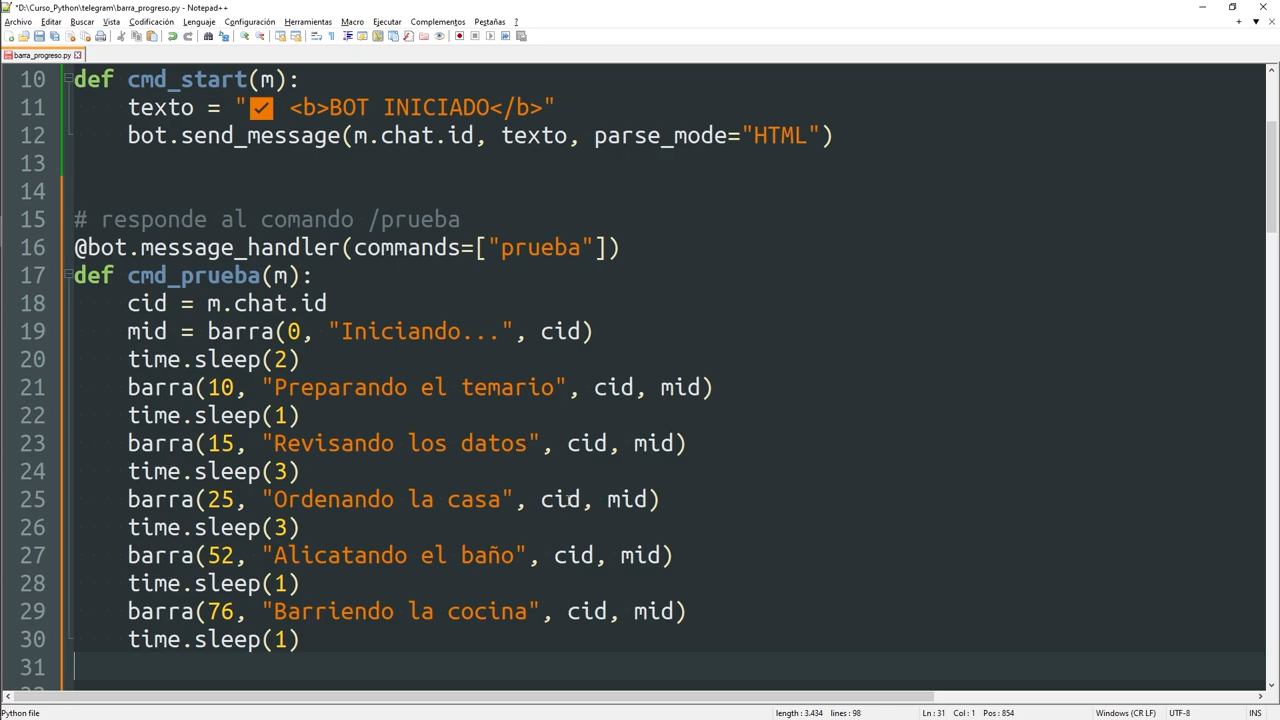 *D:\Curso_Python\telegram\barra_progreso.py - Notepad++
Archivo Editar Buscar Vista Codificación Lenguaje Configuración Herramientas Macro Ejecutar Complementos Pestañas ?
barra_progreso.py
10 def cmd_start(m):
11 texto = "✅ <b>BOT INICIADO</b>"
12 bot.send_message(m.chat.id, texto, parse_mode="HTML")
13
14
15 # responde al comando /prueba
16 @bot.message_handler(commands=["prueba"])
17 def cmd_prueba(m):
18 cid = m.chat.id
19 mid = barra(0, "Iniciando...", cid)
20 time.sleep(2)
21 barra(10, "Preparando el temario", cid, mid)
22 time.sleep(1)
23 barra(15, "Revisando los datos", cid, mid)
24 time.sleep(3)
25 barra(25, "Ordenando la casa", cid, mid)
26 time.sleep(3)
27 barra(52, "Alicatando el baño", cid, mid)
28 time.sleep(1)
29 barra(76, "Barriendo la cocina", cid, mid)
30 time.sleep(1)
31
Python file length : 3.434 lines : 98 Ln : 31 Col : 1 Pos : 854 Windows (CR LF) UTF-8 INS